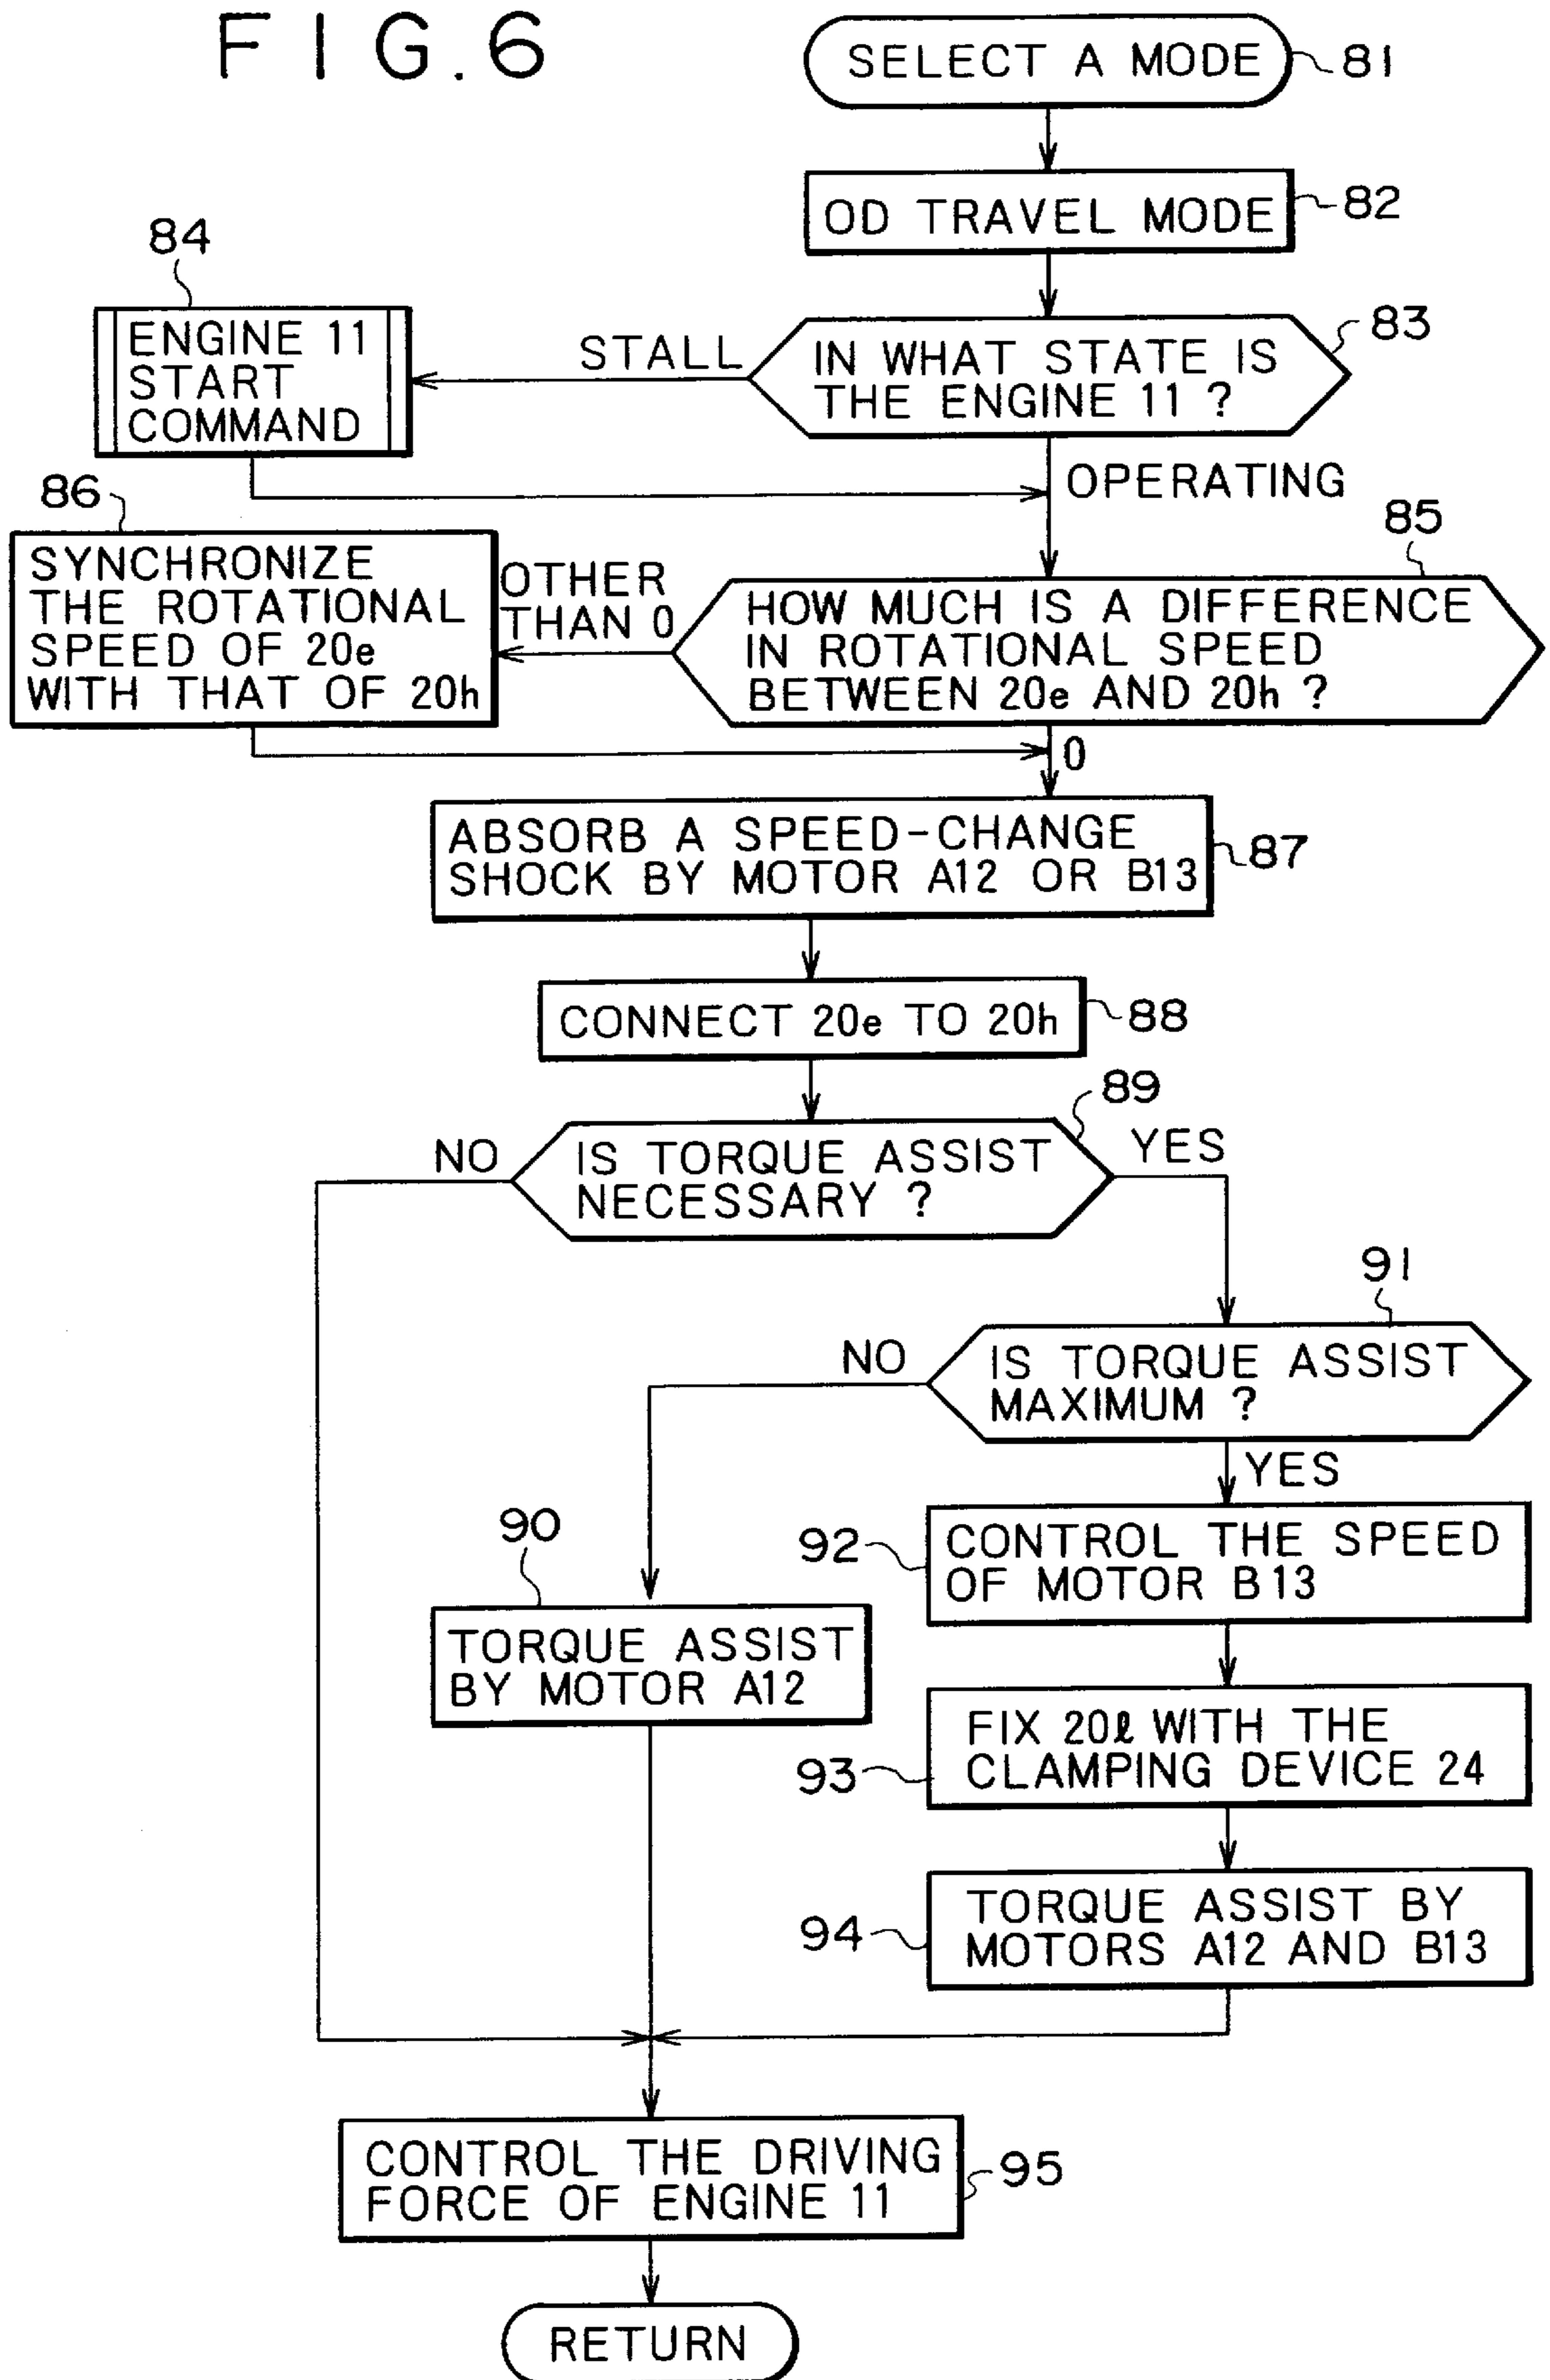 FIG.6
SELECT A MODE
81
OD TRAVEL MODE
82
84
ENGINE 11
START
COMMAND
STALL
IN WHAT STATE IS
THE ENGINE 11 ?
83
OPERATING
86
SYNCHRONIZE
THE ROTATIONAL
SPEED OF 20e
WITH THAT OF 20h
OTHER
THAN 0
85
HOW MUCH IS A DIFFERENCE
IN ROTATIONAL SPEED
BETWEEN 20e AND 20h ?
0
ABSORB A SPEED-CHANGE
SHOCK BY MOTOR A12 OR B13
87
CONNECT 20e TO 20h
88
89
NO
IS TORQUE ASSIST
NECESSARY ?
YES
91
NO
IS TORQUE ASSIST
MAXIMUM ?
YES
90
TORQUE ASSIST
BY MOTOR A12
92
CONTROL THE SPEED
OF MOTOR B13
93
FIX 20ℓ WITH THE
CLAMPING DEVICE 24
94
TORQUE ASSIST BY
MOTORS A12 AND B13
CONTROL THE DRIVING
FORCE OF ENGINE 11
95
RETURN